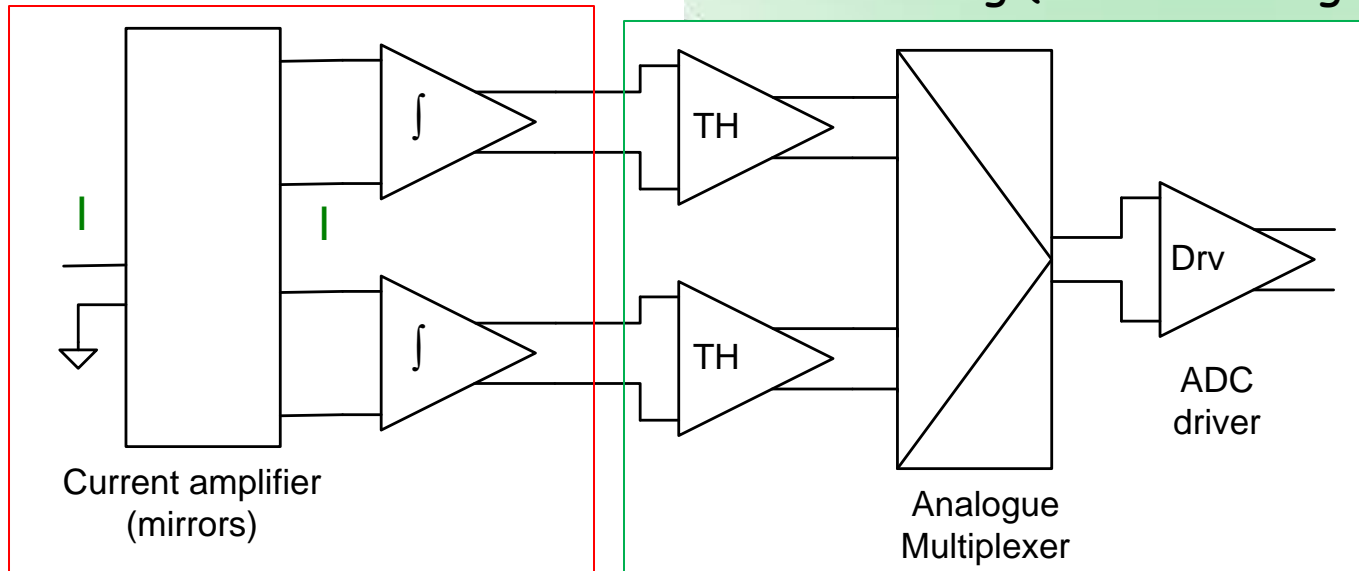 I
I
∫
∫
TH
TH
Drv
Current amplifier
(mirrors)
Analogue
Multiplexer
ADC
driver